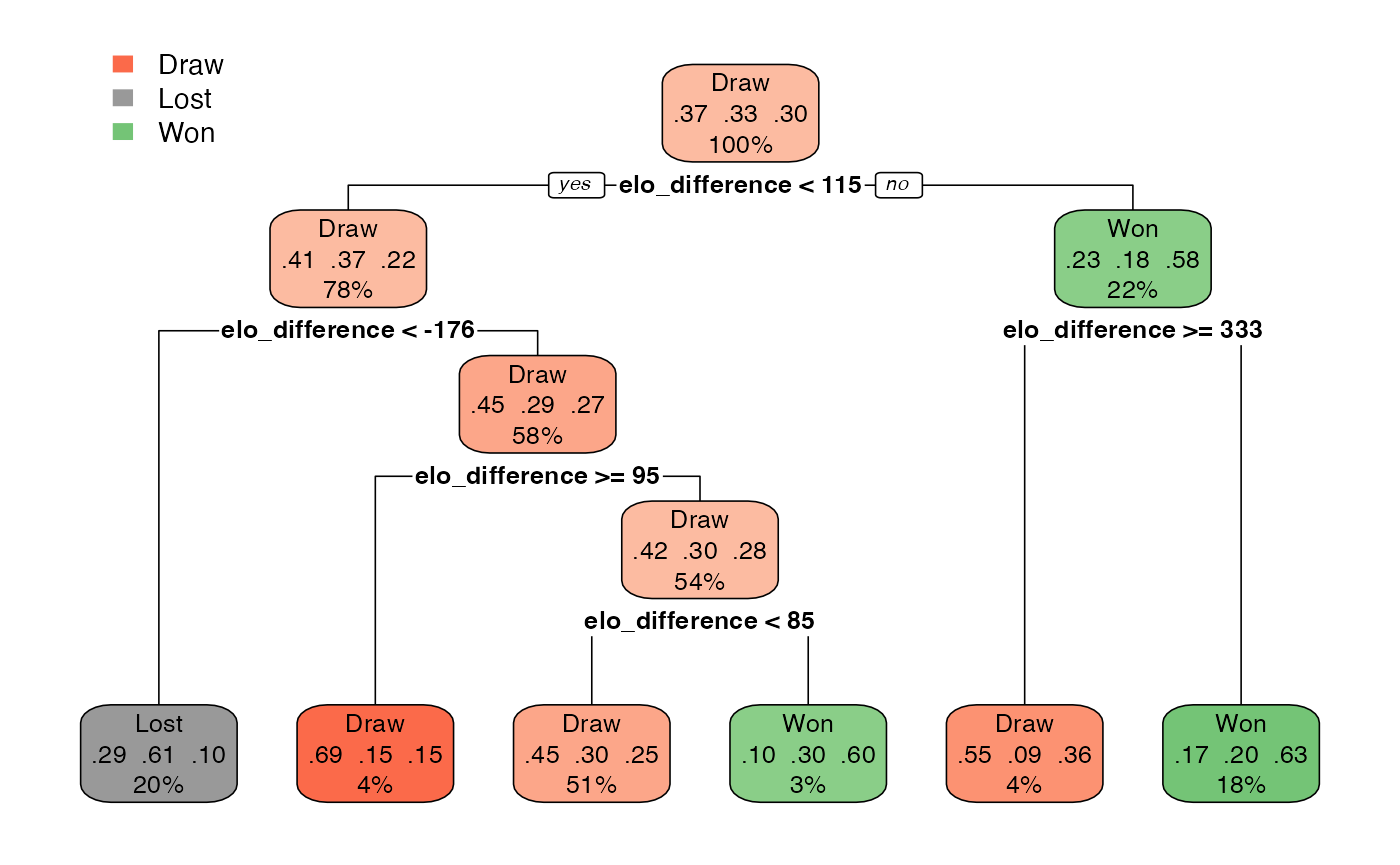 Draw
Lost
Won
Draw
.37 .33 .30
100%
yes elo_difference < 115 no
Draw
.41 .37 .22
78%
Won
.23 .18 .58
22%
elo_difference < -176
elo_difference >= 333
Draw
.45 .29 .27
58%
elo_difference >= 95
Draw
.42 .30 .28
54%
elo_difference < 85
Lost
.29 .61 .10
20%
Draw
.69 .15 .15
4%
Draw
.45 .30 .25
51%
Won
.10 .30 .60
3%
Draw
.55 .09 .36
4%
Won
.17 .20 .63
18%